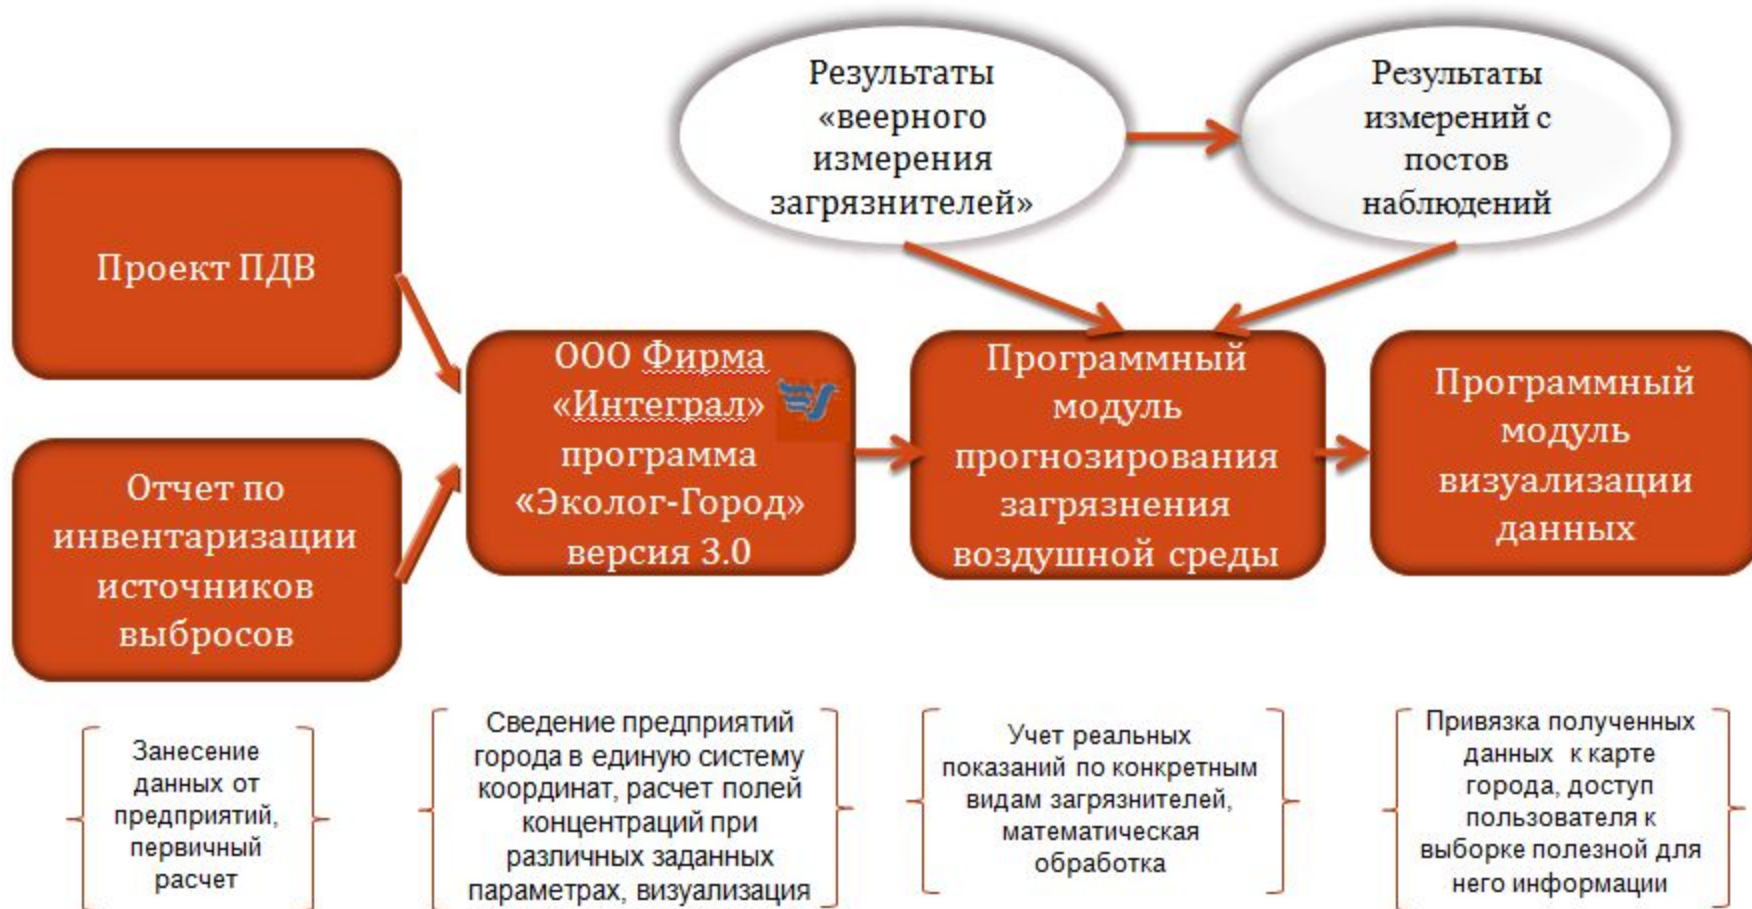 Результаты
«веерного
измерения
загрязнителей»
Результаты
измерений с
постов
наблюдений
Проект ПДВ
Отчет по
инвентаризации
источников
выбросов
ООО Фирма
«Интеграл»
программа
«Эколог-Город»
версия 3.0
Программный
модуль
прогнозирования
загрязнения
воздушной среды
Программный
модуль
визуализации
данных
Занесение
данных от
предприятий,
первичный
расчет
Сведение предприятий
города в единую систему
координат, расчет полей
концентраций при
различных заданных
параметрах, визуализация
Учет реальных
показаний по конкретным
видам загрязнителей,
математическая
обработка
Привязка полученных
данных к карте
города, доступ
пользователя к
выборке полезной для
него информации